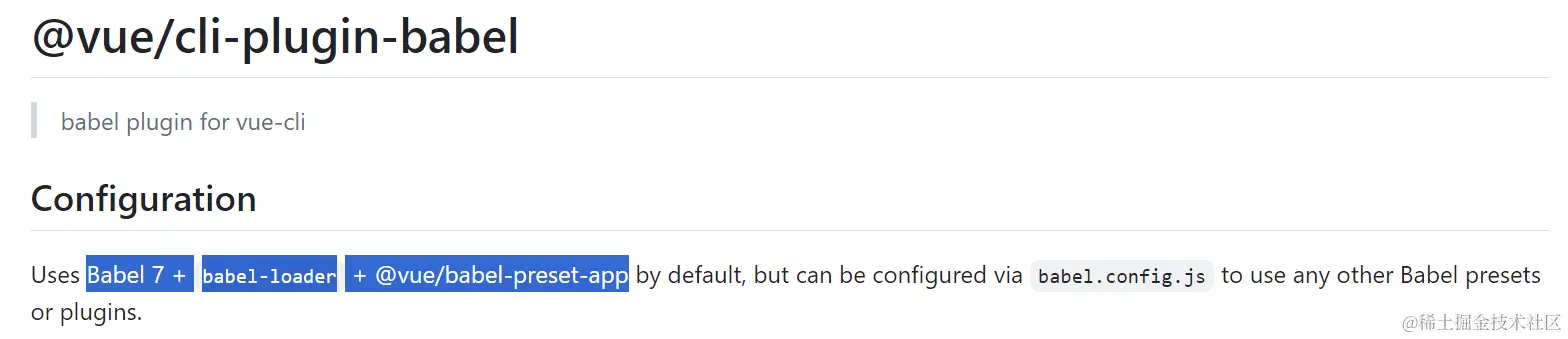 @vue/cli-plugin-babel
babel plugin for vue-cli
Configuration
Uses Babel 7 + babel-loader + @vue/babel-preset-app by default, but can be configured via babel.config.js to use any other Babel presets
or plugins.
@稀土掘金技术社区